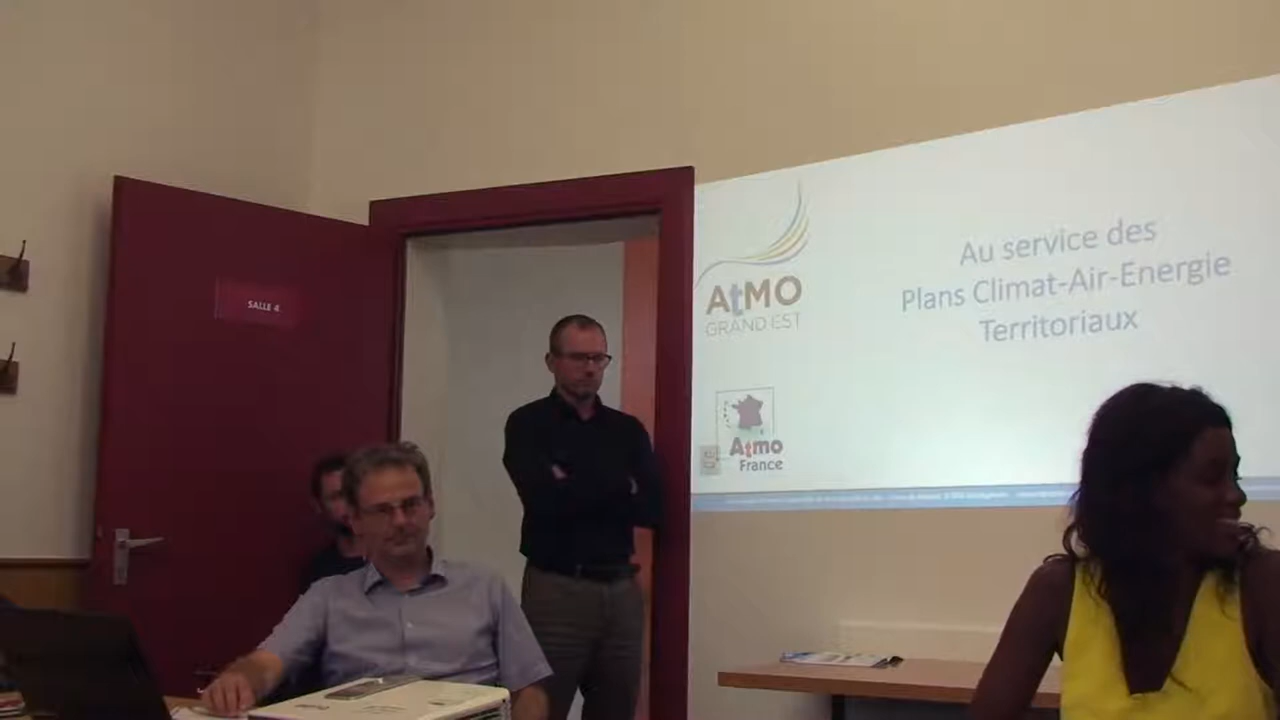 SALLE 4
AtMO
GRAND EST
Au service des
Plans Climat-Air-Energie
Territoriaux
Atmo
France